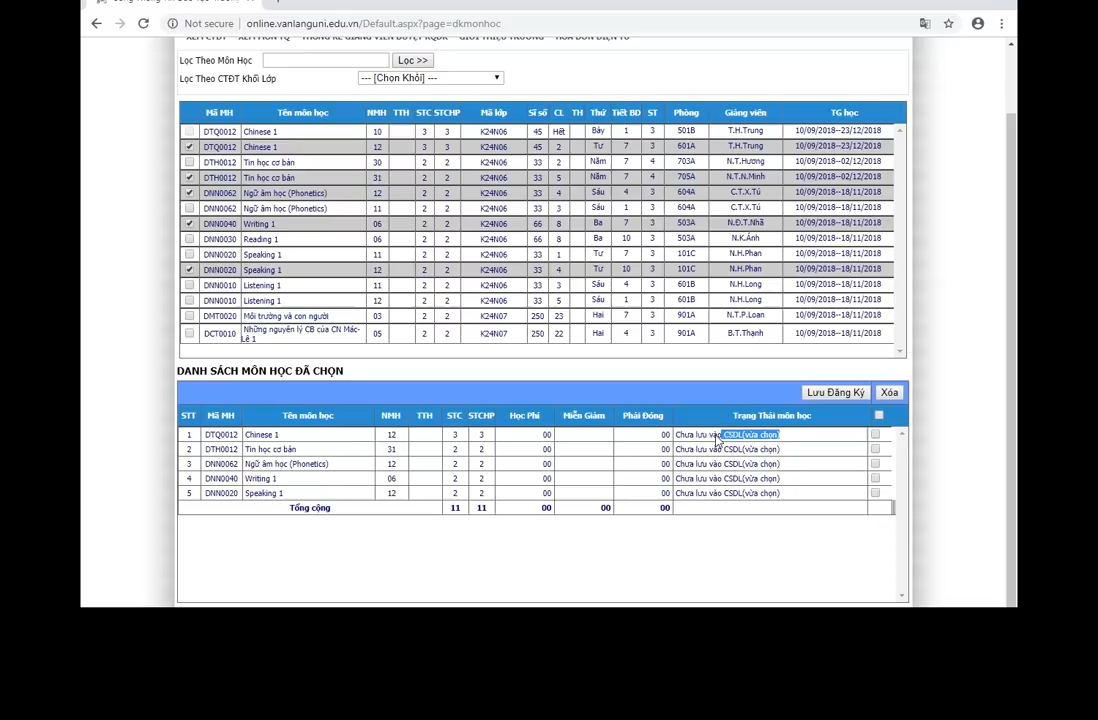 Not secure | online.vanlanguni.edu.vn/Default.aspx?page=dkmonhoc
XEM CTĐT XEM MÔN TQ THỐNG KÊ GIẢNG VIÊN DUYỆT KQĐK GIỚI THIỆU TRƯỜNG HÓA ĐƠN ĐIỆN TỬ
Lọc Theo Môn Học Lọc >>
Lọc Theo CTĐT Khối Lớp --- [Chọn Khối] ---
Mã MH Tên môn học NMH TTH STC STCHP Mã lớp Sĩ số CL TH Thứ Tiết BD ST Phòng Giảng viên TG học
DTQ0012 Chinese 1 10 3 3 K24N06 45 Hết Bảy 1 3 501B T.H.Trung 10/09/2018--23/12/2018
DTQ0012 Chinese 1 12 3 3 K24N06 45 2 Tư 7 3 601A T.H.Trung 10/09/2018--23/12/2018
DTH0012 Tin học cơ bản 30 2 2 K24N06 33 2 Năm 7 4 703A N.T.Hương 10/09/2018--02/12/2018
DTH0012 Tin học cơ bản 31 2 2 K24N06 33 5 Năm 7 4 705A N.T.N.Minh 10/09/2018--02/12/2018
DNN0062 Ngữ âm học (Phonetics) 12 2 2 K24N06 33 4 Sáu 4 3 604A C.T.X.Tú 10/09/2018--18/11/2018
DNN0062 Ngữ âm học (Phonetics) 11 2 2 K24N06 33 3 Sáu 1 3 604A C.T.X.Tú 10/09/2018--18/11/2018
DNN0040 Writing 1 06 2 2 K24N06 66 8 Ba 7 3 503A N.Đ.T.Nhã 10/09/2018--18/11/2018
DNN0030 Reading 1 06 2 2 K24N06 66 8 Ba 10 3 503A N.K.Ánh 10/09/2018--18/11/2018
DNN0020 Speaking 1 11 2 2 K24N06 33 1 Tư 7 3 101C N.H.Phan 10/09/2018--18/11/2018
DNN0020 Speaking 1 12 2 2 K24N06 33 4 Tư 10 3 101C N.H.Phan 10/09/2018--18/11/2018
DNN0010 Listening 1 11 2 2 K24N06 33 3 Sáu 4 3 601B N.H.Long 10/09/2018--18/11/2018
DNN0010 Listening 1 12 2 2 K24N06 33 5 Sáu 1 3 601B N.H.Long 10/09/2018--18/11/2018
DMT0020 Môi trường và con người 03 2 2 K24N07 250 23 Hai 7 3 901A N.T.P.Loan 10/09/2018--18/11/2018
DCT0010 Những nguyên lý CB của CN Mác-Lê 1 05 2 2 K24N07 250 22 Hai 4 3 901A B.T.Thạnh 10/09/2018--18/11/2018
DANH SÁCH MÔN HỌC ĐÃ CHỌN
Lưu Đăng Ký Xóa
STT Mã MH Tên môn học NMH TTH STC STCHP Học Phí Miễn Giảm Phải Đóng Trạng Thái môn học
1 DTQ0012 Chinese 1 12 3 3 00 00 Chưa lưu vào CSDL(vừa chọn)
2 DTH0012 Tin học cơ bản 31 2 2 00 00 Chưa lưu vào CSDL(vừa chọn)
3 DNN0062 Ngữ âm học (Phonetics) 12 2 2 00 00 Chưa lưu vào CSDL(vừa chọn)
4 DNN0040 Writing 1 06 2 2 00 00 Chưa lưu vào CSDL(vừa chọn)
5 DNN0020 Speaking 1 12 2 2 00 00 Chưa lưu vào CSDL(vừa chọn)
Tổng cộng 11 11 00 00 00